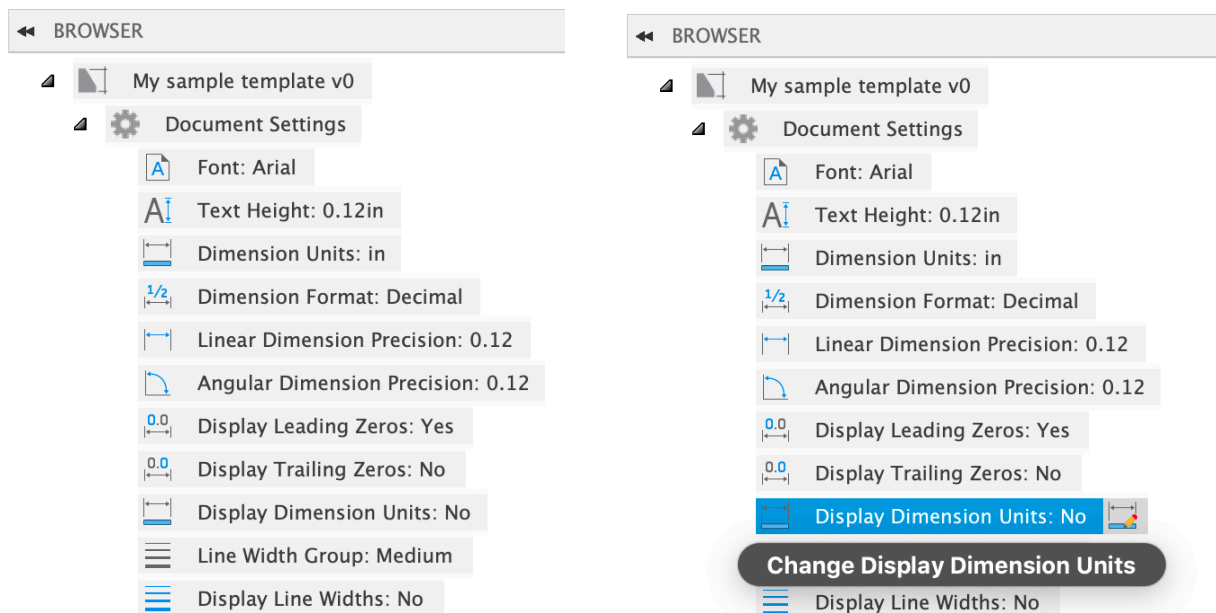 BROWSER
My sample template v0
Document Settings
A
Font: Arial
A
Text Height: 0.12in
Dimension Units: in
1/2
Dimension Format: Decimal
Linear Dimension Precision: 0.12
Angular Dimension Precision: 0.12
0.0
Display Leading Zeros: Yes
0.0
Display Trailing Zeros: No
Display Dimension Units: No
Line Width Group: Medium
Display Line Widths: No
BROWSER
My sample template v0
Document Settings
A
Font: Arial
A
Text Height: 0.12in
Dimension Units: in
1/2
Dimension Format: Decimal
Linear Dimension Precision: 0.12
Angular Dimension Precision: 0.12
0.0
Display Leading Zeros: Yes
0.0
Display Trailing Zeros: No
Display Dimension Units: No
Change Display Dimension Units
Display Line Widths: No